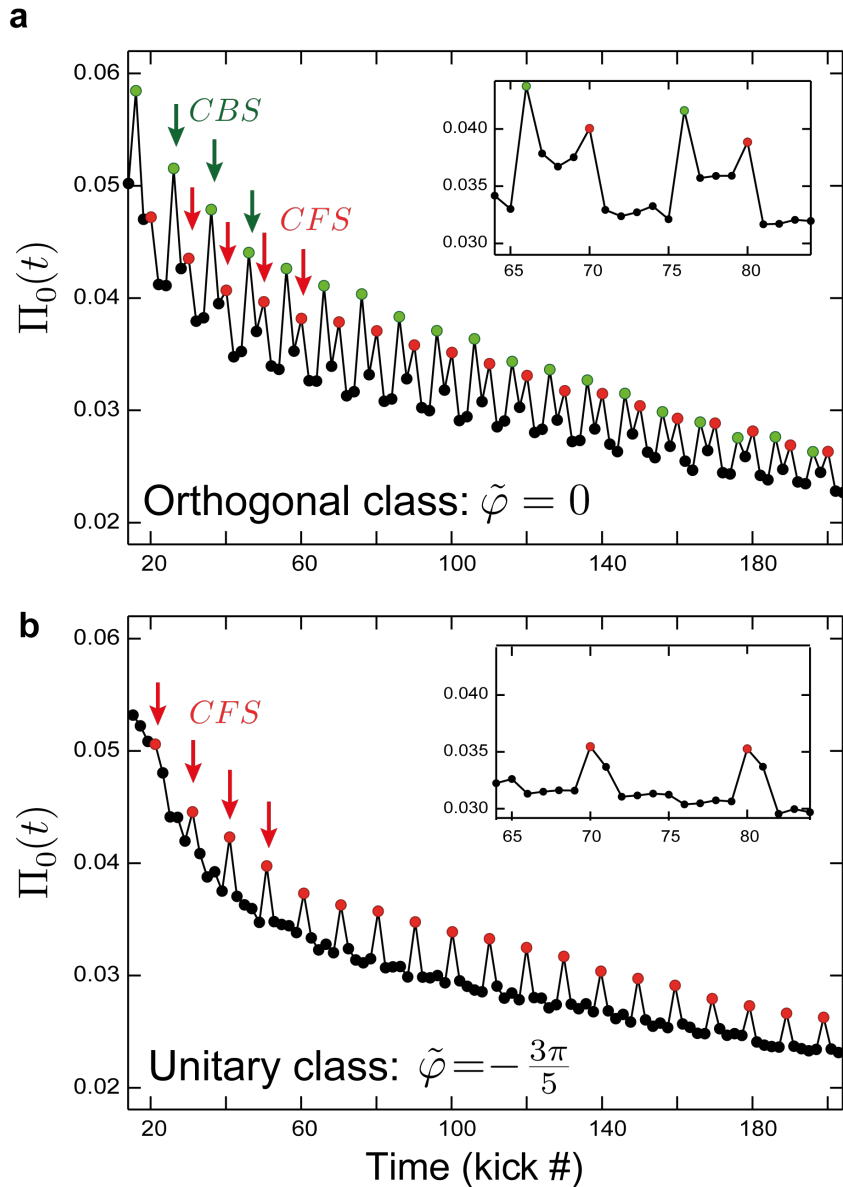 a
0.06
0.05
0.04
0.03
0.02
Π₀(t)
CBS
CFS
0.040
0.035
0.030
65 70 75 80
Orthogonal class: φ̃ = 0
20 60 100 140 180
b
0.06
0.05
0.04
0.03
0.02
Π₀(t)
CFS
0.040
0.035
0.030
65 70 75 80
Unitary class: φ̃ = − 3π/5
20 60 100 140 180
Time (kick #)